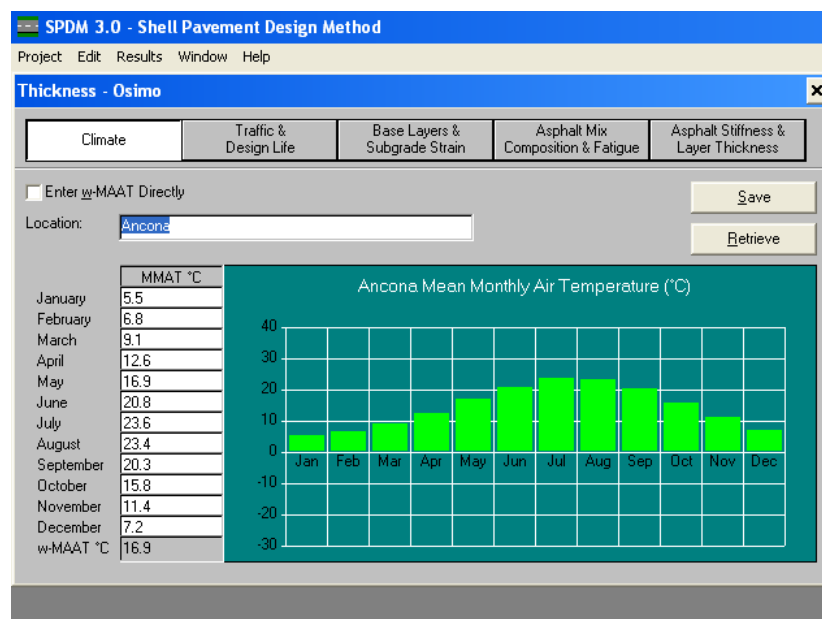 SPDM 3.0 - Shell Pavement Design Method
Project Edit Results Window Help
Thickness - Osimo
Climate
Traffic &
Design Life
Base Layers &
Subgrade Strain
Asphalt Mix
Composition & Fatigue
Asphalt Stiffness &
Layer Thickness
Enter w-MAAT Directly
Save
Location: Ancona
Retrieve
MMAT °C
January 5.5
February 6.8
March 9.1
April 12.6
May 16.9
June 20.8
July 23.6
August 23.4
September 20.3
October 15.8
November 11.4
December 7.2
w-MAAT °C 16.9
Ancona Mean Monthly Air Temperature (°C)
40
30
20
10
0
Jan Feb Mar Apr May Jun Jul Aug Sep Oct Nov Dec
-10
-20
-30